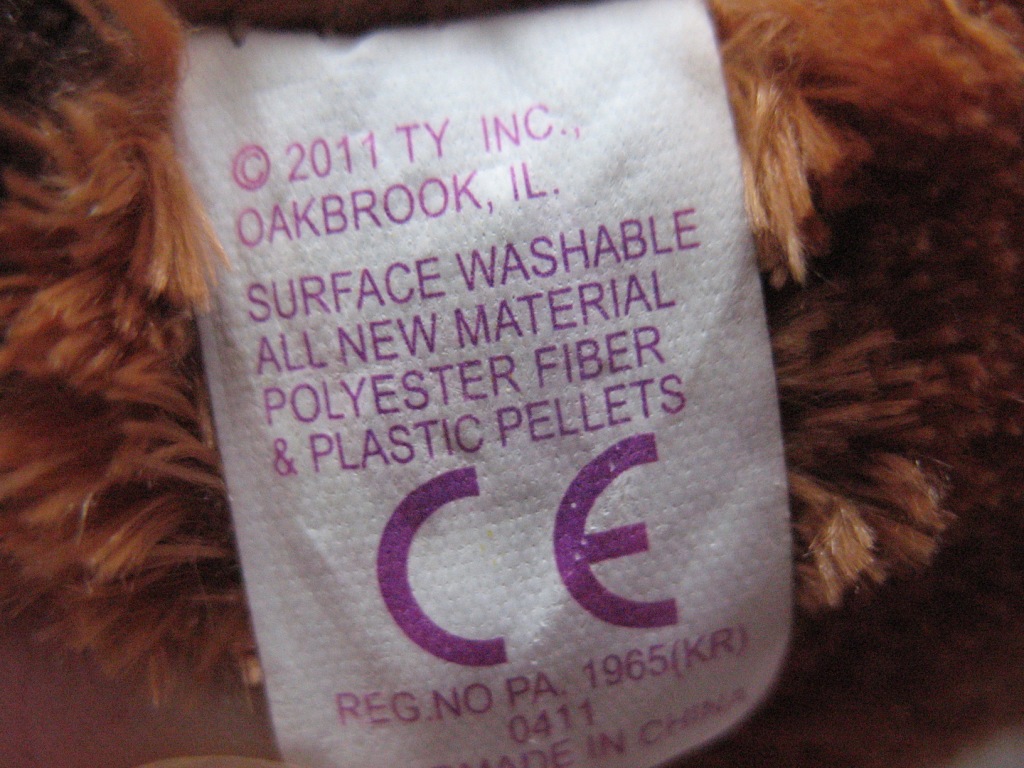 © 2011 TY INC.,
OAKBROOK, IL.
SURFACE WASHABLE
ALL NEW MATERIAL
POLYESTER FIBER
& PLASTIC PELLETS
CE
REG.NO PA. 1965(KR)
0411
MADE IN CHINA